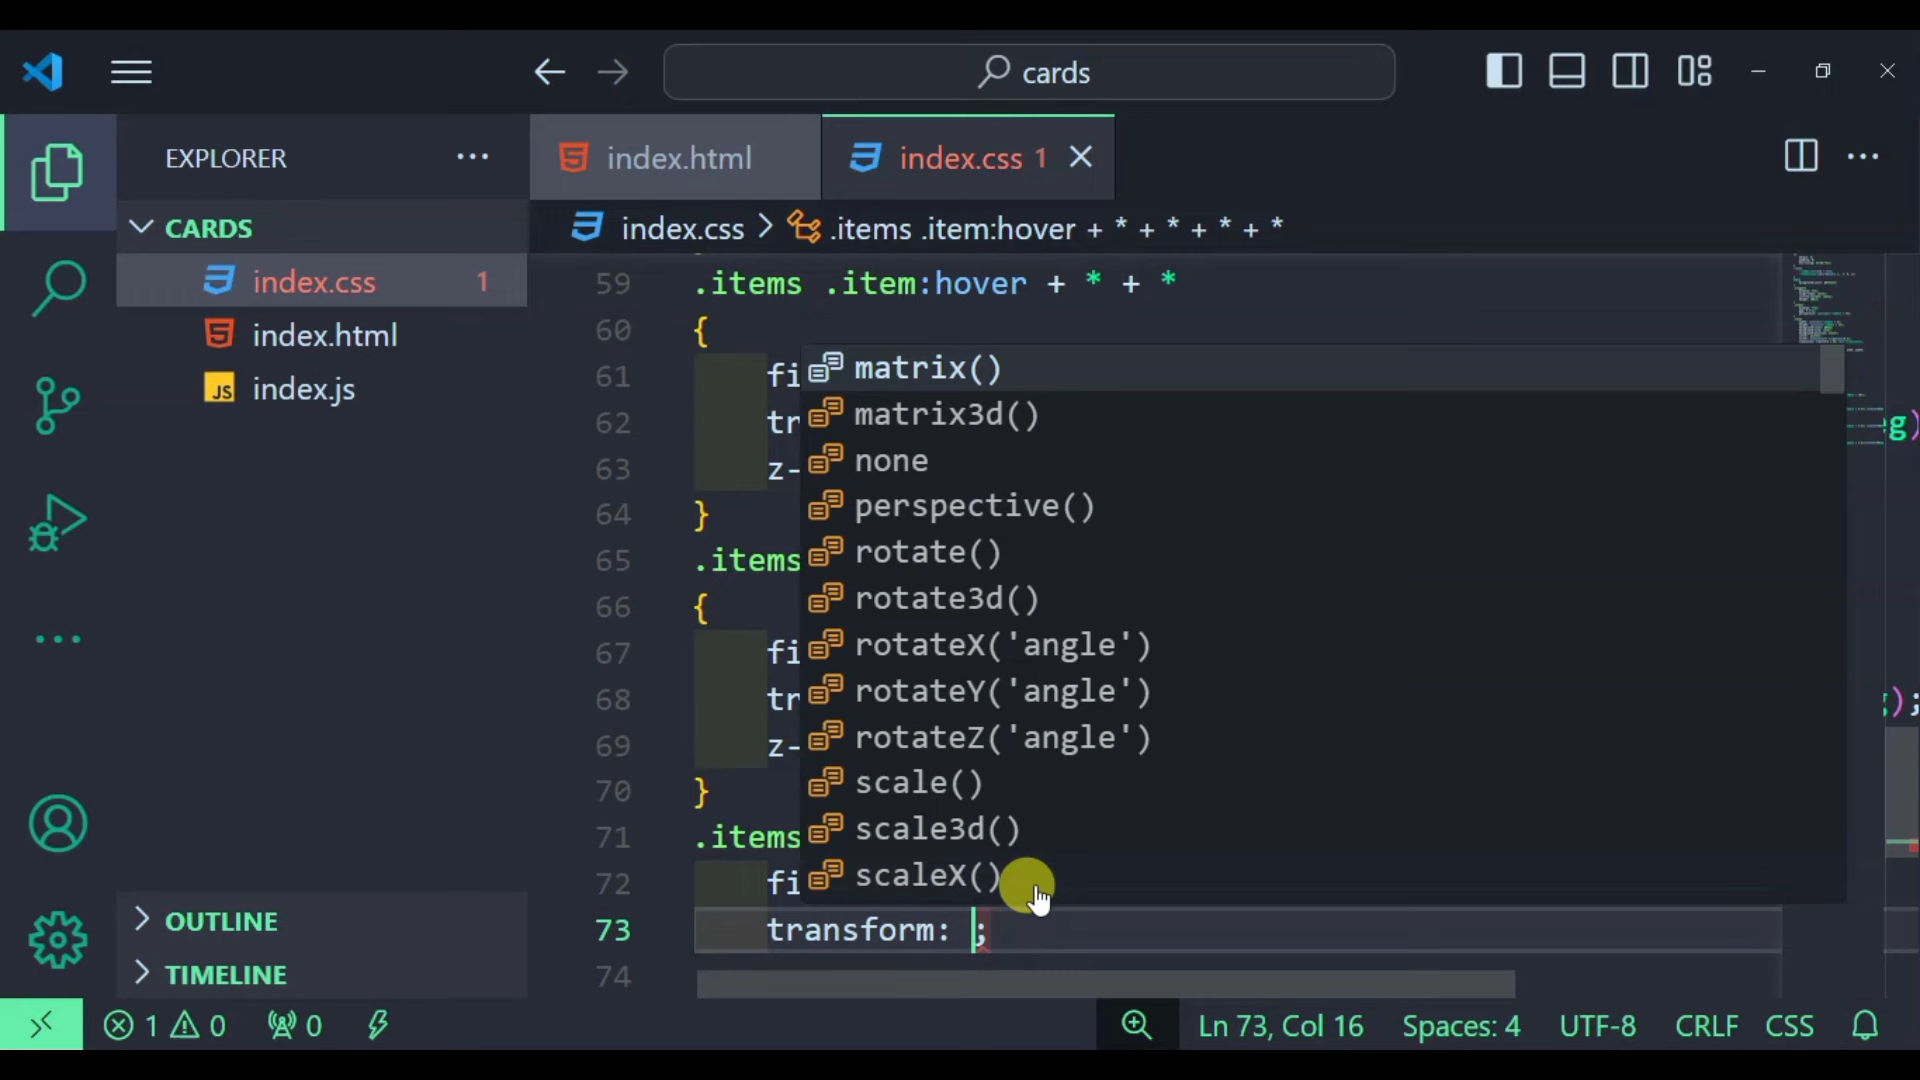 cards
EXPLORER ...
index.html
index.css 1
CARDS
index.css > .items .item:hover + * + * + * + *
index.css 1
index.html
JS index.js
OUTLINE
TIMELINE
59 .items .item:hover + * + *
60 {
61 fi
62 tr
63 z-
64 }
65 .items
66 {
67 fi
68 tr
69 z-
70 }
71 .items
72 fi
73 transform: ;
74
g)
);
matrix()
matrix3d()
none
perspective()
rotate()
rotate3d()
rotateX('angle')
rotateY('angle')
rotateZ('angle')
scale()
scale3d()
scaleX()
1 0 0 Ln 73, Col 16 Spaces: 4 UTF-8 CRLF CSS